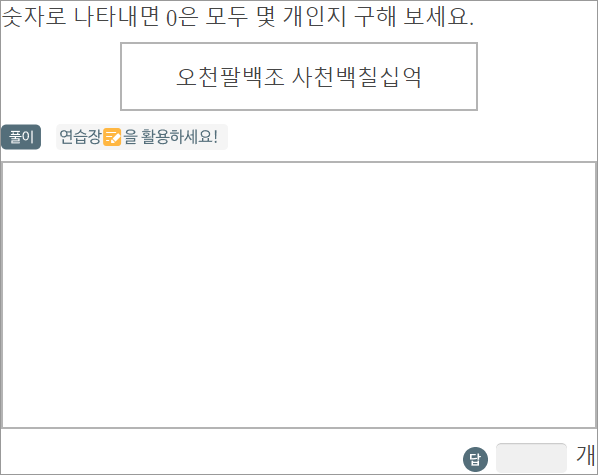 숫자로 나타내면 0은 모두 몇 개인지 구해 보세요.
오천팔백조 사천백칠십억
풀이 연습장을 활용하세요!
답 개